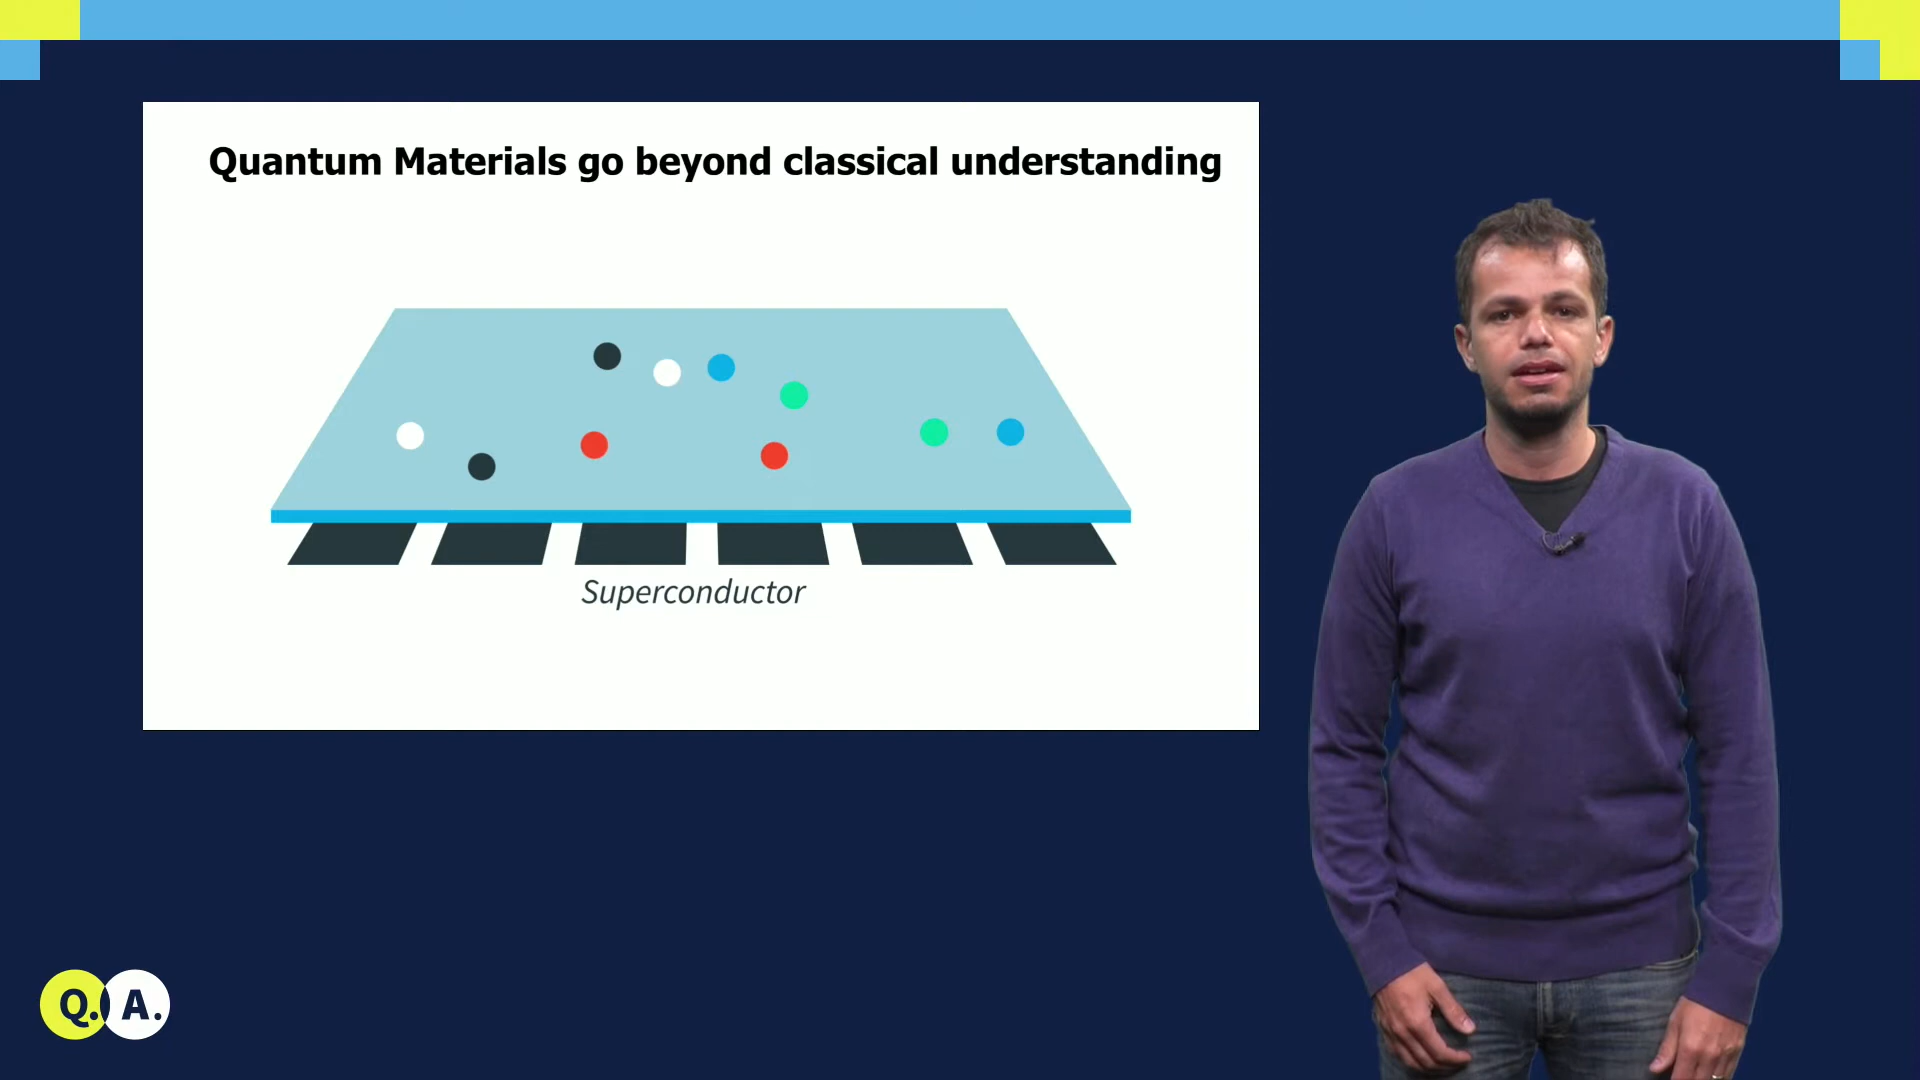 Quantum Materials go beyond classical understanding
Superconductor
Q. A.